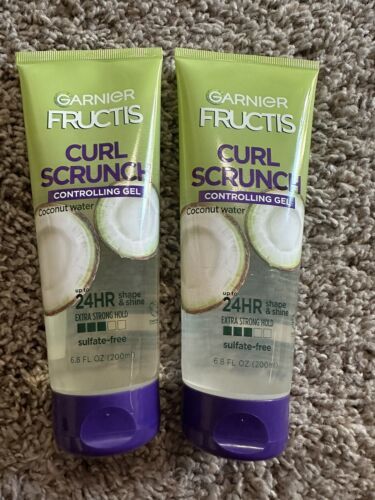 GARNIER
FRUCTIS
CURL
SCRUNCH
CONTROLLING GEL
Coconut water
up to
24HR shape
& shine
EXTRA STRONG HOLD
sulfate-free
6.8 FL OZ (200ml)
GARNIER
FRUCTIS
CURL
SCRUNCH
CONTROLLING GEL
Coconut water
up to
24HR shape
& shine
EXTRA STRONG HOLD
sulfate-free
6.8 FL OZ (200ml)